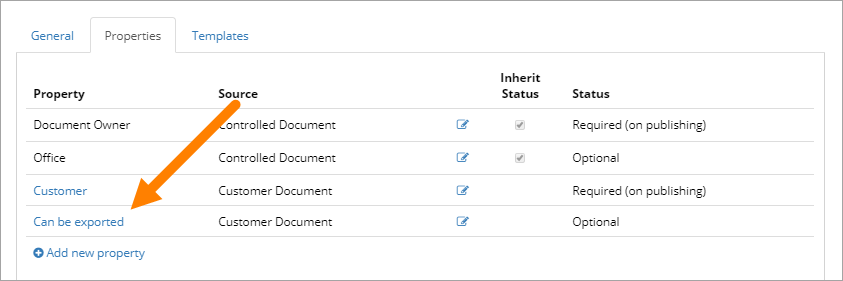 General Properties Templates
Inherit
Property Source Status Status
Document Owner Controlled Document Required (on publishing)
Office Controlled Document Optional
Customer Customer Document Required (on publishing)
Can be exported Customer Document Optional
Add new property